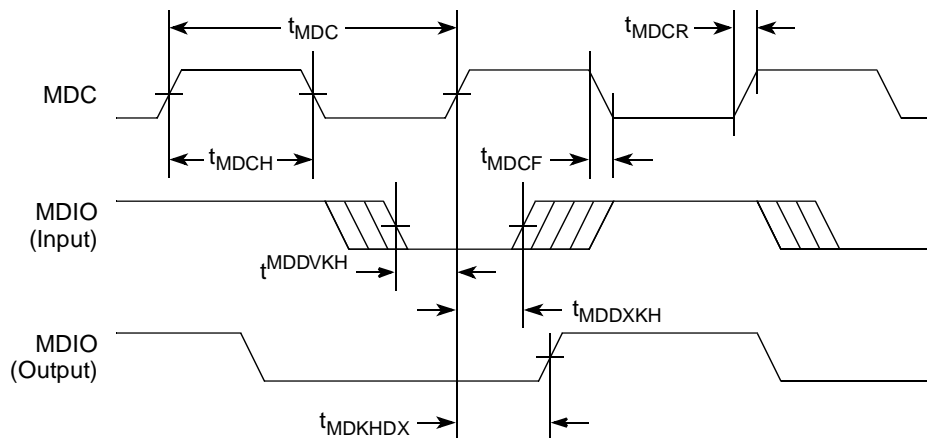 tMDC
tMDCR
MDC
tMDCH
tMDCF
MDIO
(Input)
tMDDVKH
tMDDXKH
MDIO
(Output)
tMDKHDX